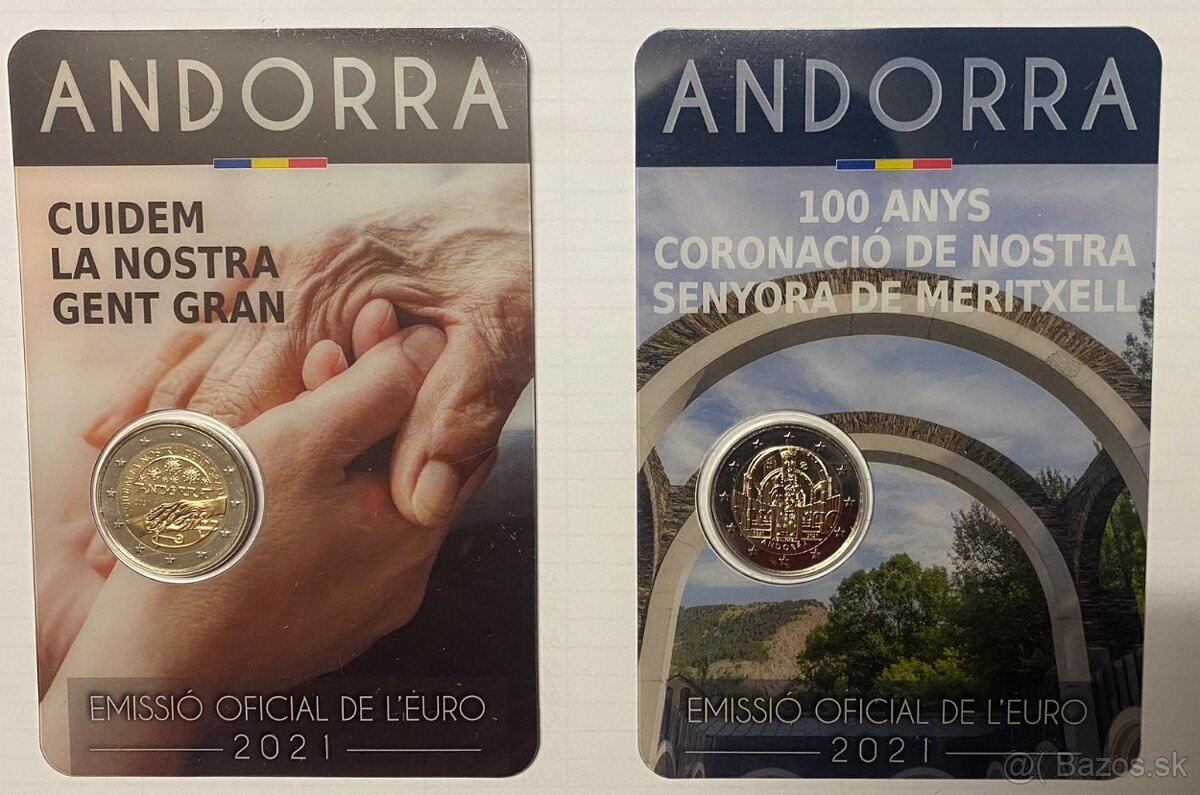 ANDORRA
CUIDEM
LA NOSTRA
GENT GRAN
EMISSIÓ OFICIAL DE L'EURO
2021
ANDORRA
100 ANYS
CORONACIÓ DE NOSTRA
SENYORA DE MERITXELL
ANDORRA
EMISSIÓ OFICIAL DE L'EURO
2021
@( Bazos.sk